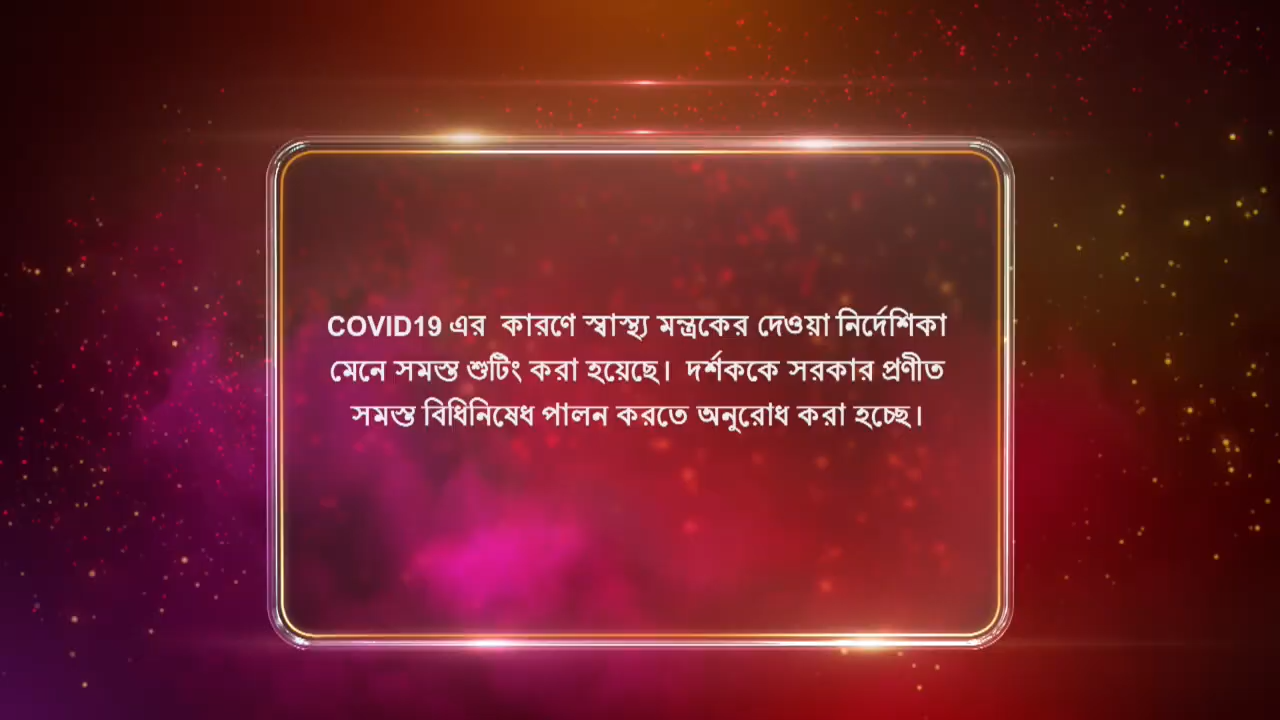 COVID19 এর কারণে স্বাস্থ্য মন্ত্রকের দেওয়া নির্দেশিকা
মেনে সমস্ত শুটিং করা হয়েছে। দর্শককে সরকার প্রণীত
সমস্ত বিধিনিষেধ পালন করতে অনুরোধ করা হচ্ছে।